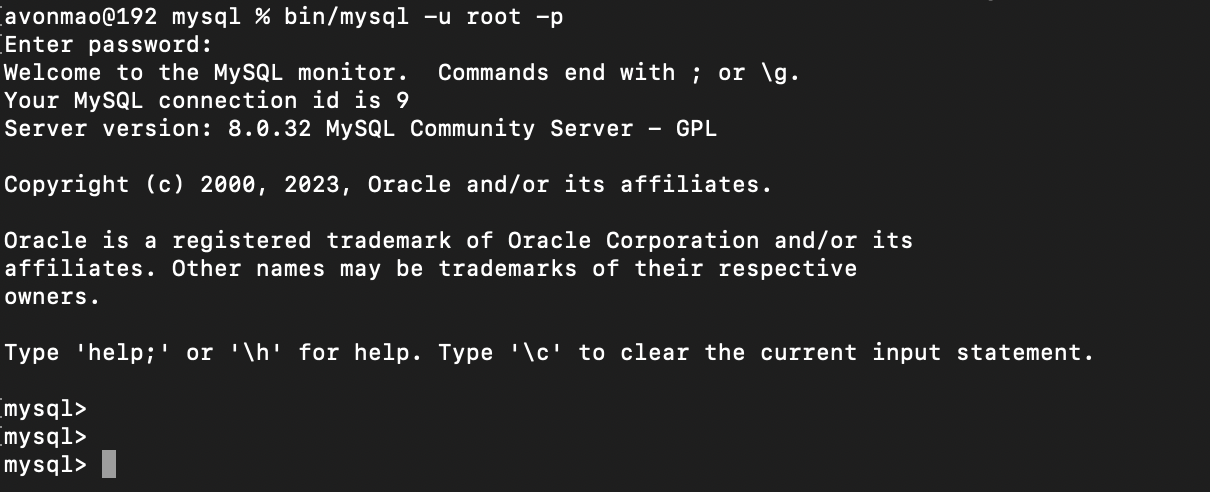 [avonmao@192 mysql % bin/mysql -u root -p
[Enter password:
Welcome to the MySQL monitor.  Commands end with ; or \g.
Your MySQL connection id is 9
Server version: 8.0.32 MySQL Community Server - GPL

Copyright (c) 2000, 2023, Oracle and/or its affiliates.

Oracle is a registered trademark of Oracle Corporation and/or its
affiliates. Other names may be trademarks of their respective
owners.

Type 'help;' or '\h' for help. Type '\c' to clear the current input statement.

[mysql>
[mysql>
mysql>